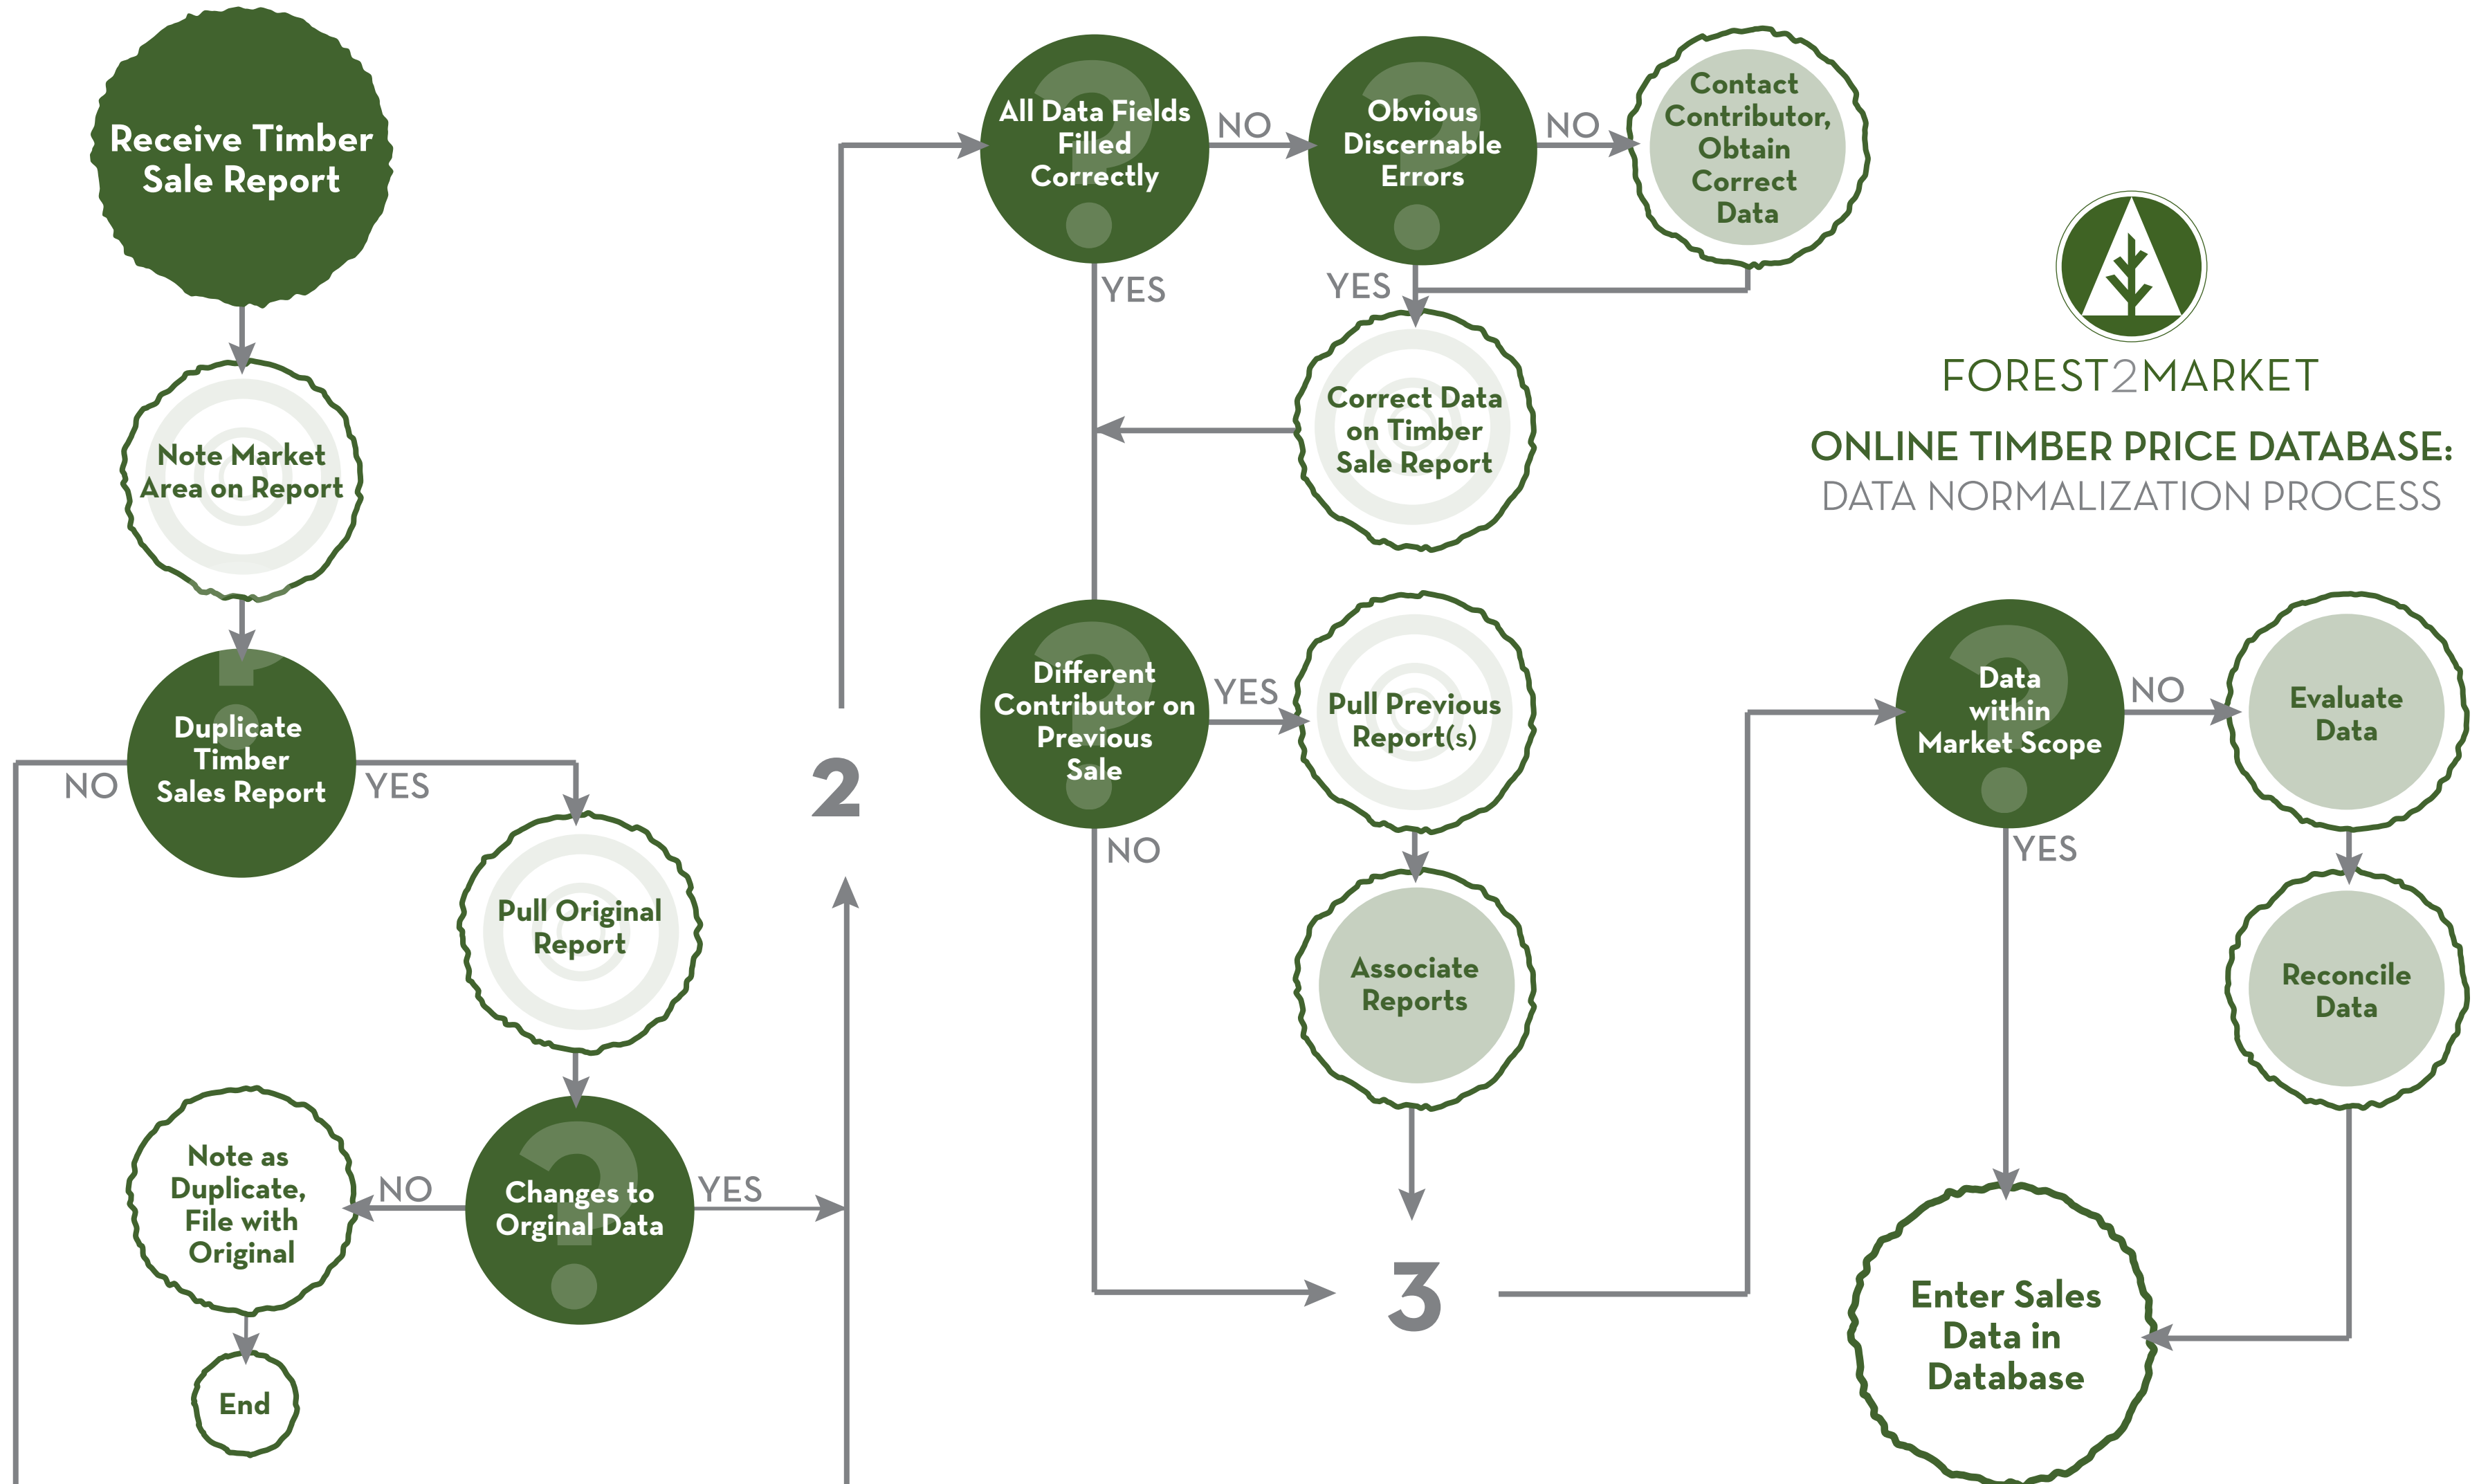 Receive Timber
Sale Report
Note Market
Area on Report
Duplicate
Timber
Sales Report
NO
YES
Pull Original
Report
Changes to
Orginal Data
NO
YES
Note as
Duplicate,
File with
Original
End
2
All Data Fields
Filled
Correctly
NO
YES
Obvious
Discernable
Errors
NO
YES
Contact
Contributor,
Obtain
Correct
Data
Correct Data
on Timber
Sale Report
Different
Contributor on
Previous
Sale
YES
NO
Pull Previous
Report(s)
Associate
Reports
3
FOREST2MARKET
ONLINE TIMBER PRICE DATABASE:
DATA NORMALIZATION PROCESS
Data
within
Market Scope
NO
YES
Evaluate
Data
Reconcile
Data
Enter Sales
Data in
Database